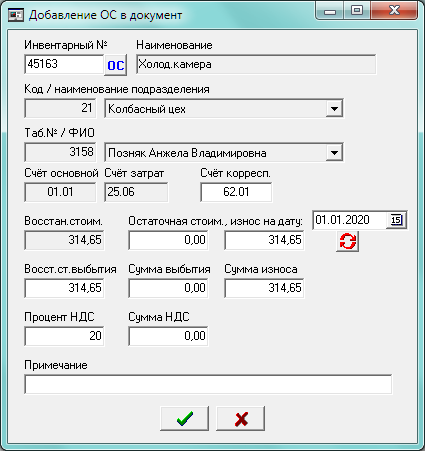 Добавление ОС в документ
Инвентарный № Наименование
45163 ОС Холод.камера
Код / наименование подразделения
21 Колбасный цех
Таб.№ / ФИО
3158 Позняк Анжела Владимировна
Счёт основной Счёт затрат Счёт корресп.
01.01 25.06 62.01
Восстан.стоим. Остаточная стоим., износ на дату: 01.01.2020 15
314,65 0,00 314,65
Восст.ст.выбытия Сумма выбытия Сумма износа
314,65 0,00 314,65
Процент НДС Сумма НДС
20 0,00
Примечание